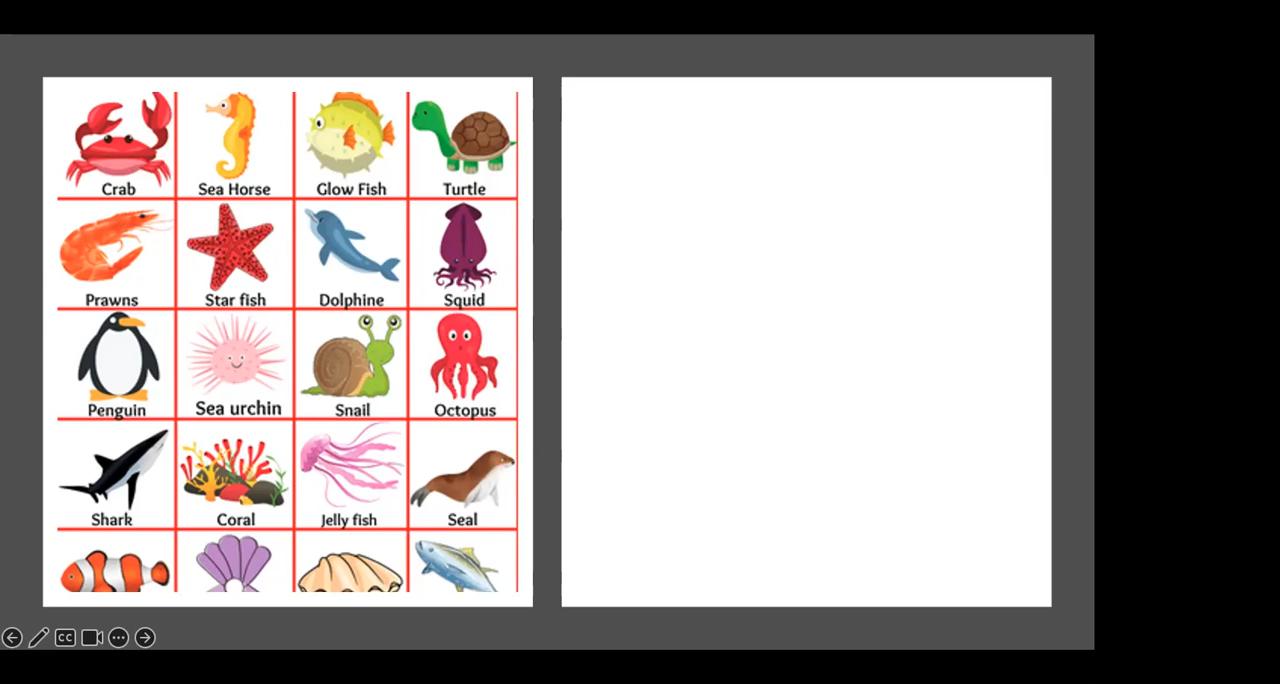 Crab Sea Horse Glow Fish Turtle
Prawns Star fish Dolphine Squid
Penguin Sea urchin Snail Octopus
Shark Coral Jelly fish Seal
CC